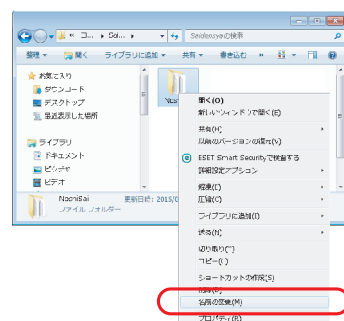 « コ... ▸ Sai... ▸
Seidensyaの検索
整理 ▼
開く
ライブラリに追加 ▼
共有 ▼
書き込む
»
お気に入り
ダウンロード
デスクトップ
最近表示した場所
ライブラリ
ドキュメント
ピクチャ
ビデオ
NaoniSai
更新日時: 2015/0
ファイル フォルダー
開く(O)
新しいウィンドウで開く(E)
共有(H)
以前のバージョンの復元(V)
ESET Smart Securityで検査する
詳細設定オプション
ライブラリに追加(I)
送る(N)
切り取り(T)
コピー(C)
ショートカットの作成(S)
削除(D)
名前の変更(M)
プロパティ(R)